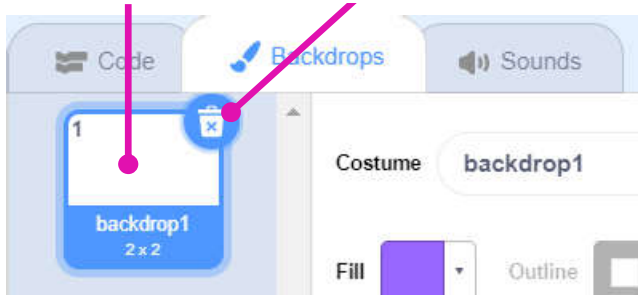 Code Backdrops Sounds
1
Costume backdrop1
backdrop1
2 x 2
Fill Outline